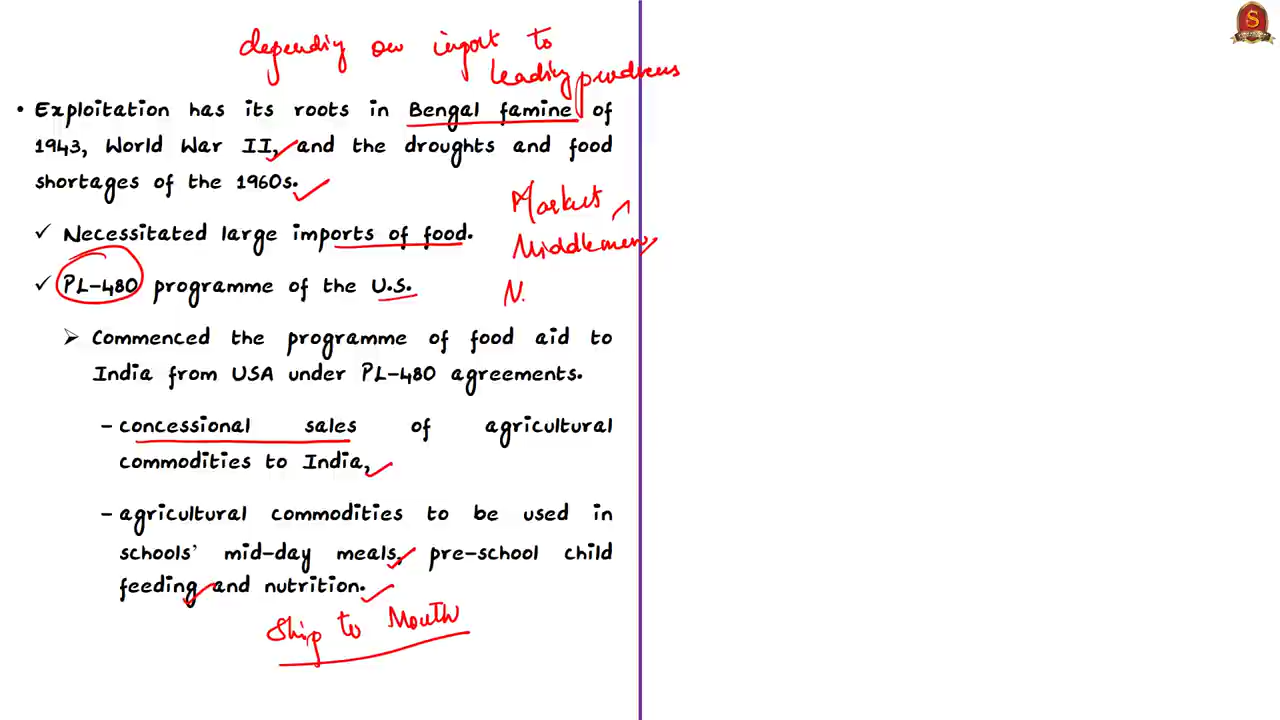 depending on import to
leading producers
• Exploitation has its roots in Bengal famine of
1943, World War II, and the droughts and food
shortages of the 1960s.
Market
✓ Necessitated large imports of food.
Middlemen
✓ PL-480 programme of the U.S.
N.
➢ Commenced the programme of food aid to
India from USA under PL-480 agreements.
– concessional sales of agricultural
commodities to India,
– agricultural commodities to be used in
schools' mid-day meals, pre-school child
feeding and nutrition.
Ship to Mouth
S